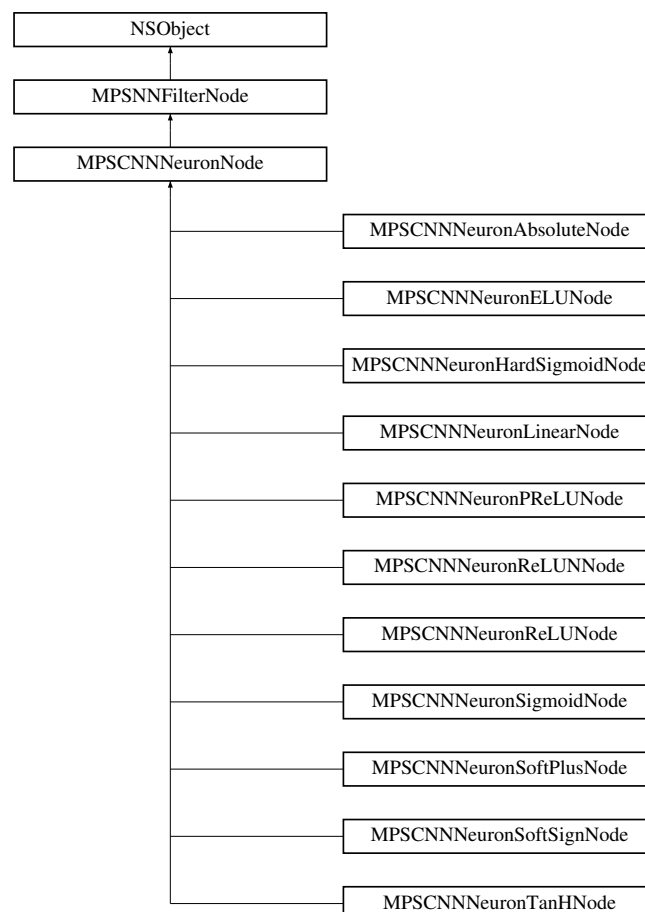 NSObject
MPSNNFilterNode
MPSCNNNeuronNode
MPSCNNNeuronAbsoluteNode
MPSCNNNeuronELUNode
MPSCNNNeuronHardSigmoidNode
MPSCNNNeuronLinearNode
MPSCNNNeuronPReLUNode
MPSCNNNeuronReLUNNode
MPSCNNNeuronReLUNode
MPSCNNNeuronSigmoidNode
MPSCNNNeuronSoftPlusNode
MPSCNNNeuronSoftSignNode
MPSCNNNeuronTanHNode